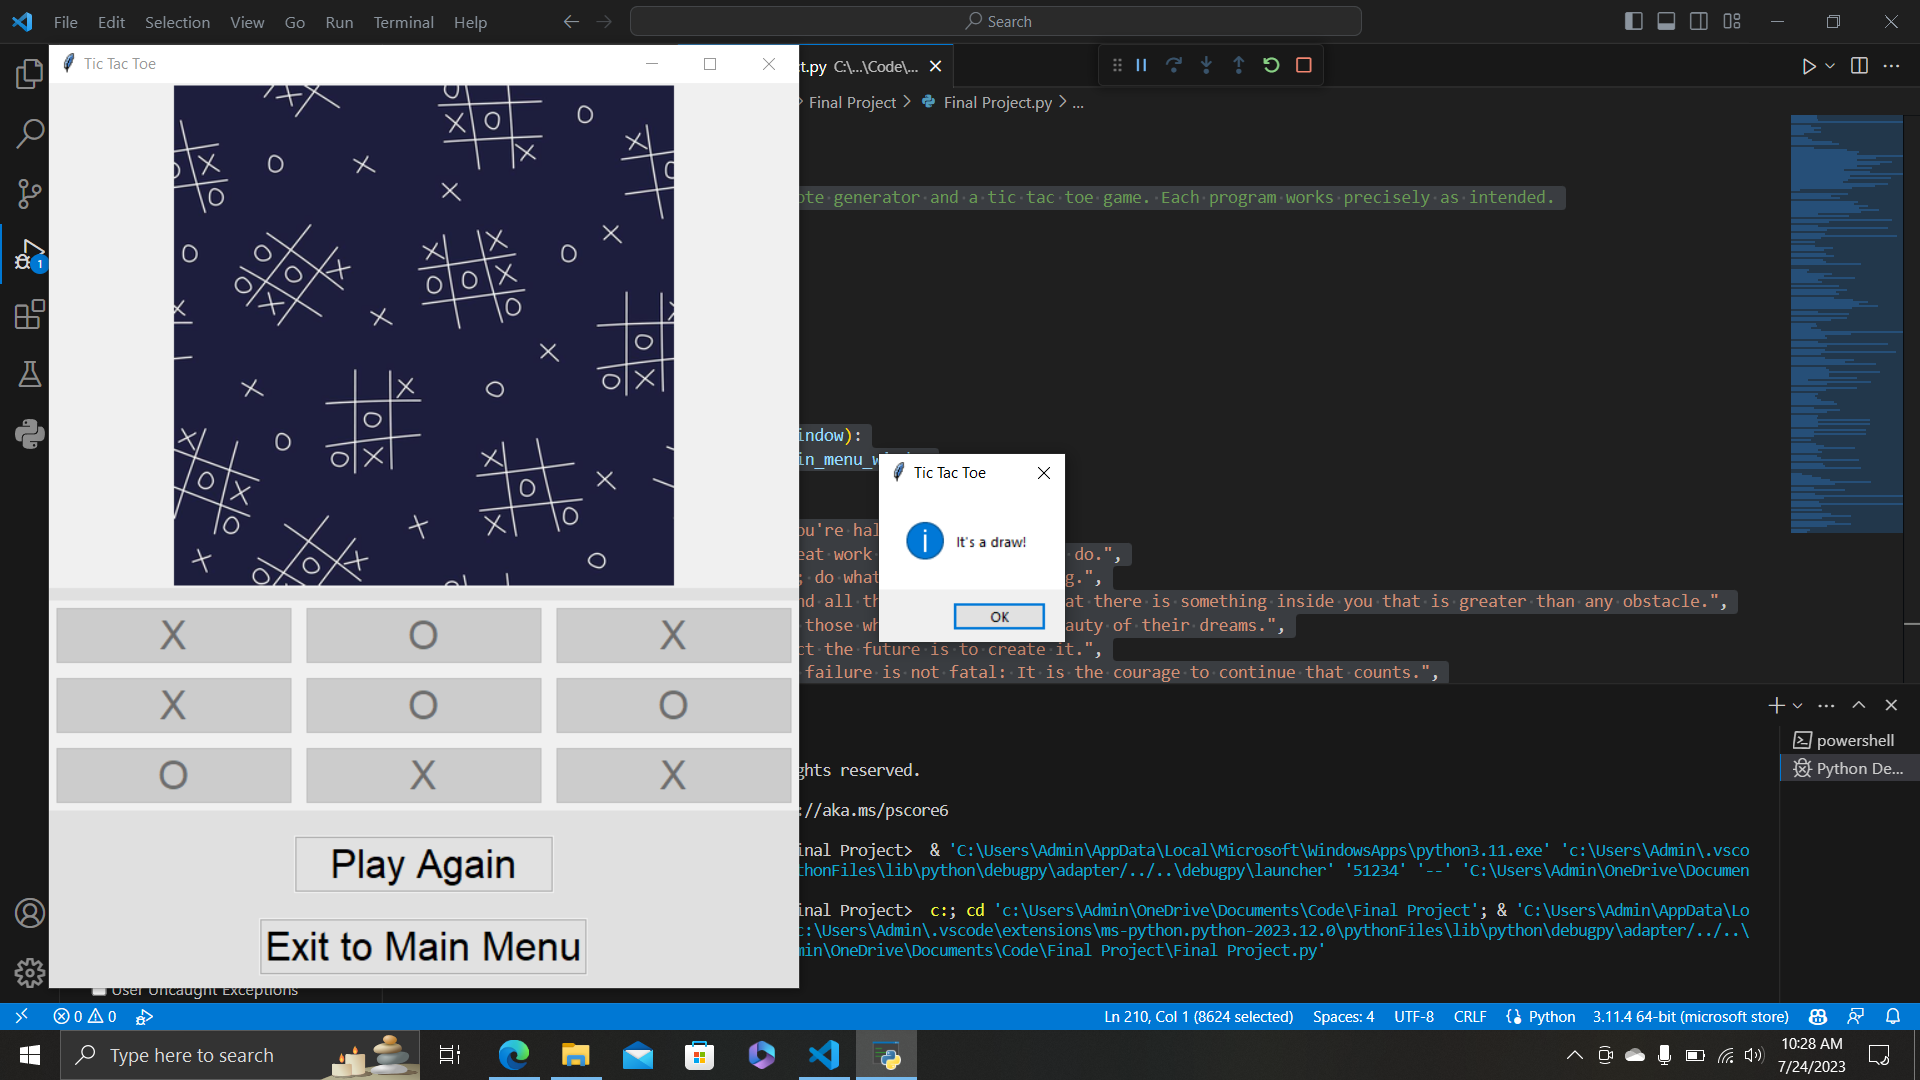 File Edit Selection View Go Run Terminal Help
Search
Tic Tac Toe
t.py C:\...\Code\...
Final Project > Final Project.py > ...
ote generator and a tic tac toe game. Each program works precisely as intended.
indow):
in_menu_wi
Tic Tac Toe
It's a draw!
OK
ou're hal
eat work do.",
; do what g.",
nd all th at there is something inside you that is greater than any obstacle.",
those wh auty of their dreams.",
ct the future is to create it.",
failure is not fatal: It is the courage to continue that counts.",
X O X
X O O
O X X
Play Again
Exit to Main Menu
powershell
Python De...
ghts reserved.
://aka.ms/pscore6
inal Project> & 'C:\Users\Admin\AppData\Local\Microsoft\WindowsApps\python3.11.exe' 'c:\Users\Admin\.vsco
thonFiles\lib\python\debugpy\adapter/../..\debugpy\launcher' '51234' '--' 'C:\Users\Admin\OneDrive\Documen
inal Project> c:; cd 'c:\Users\Admin\OneDrive\Documents\Code\Final Project'; & 'C:\Users\Admin\AppData\Lo
c:\Users\Admin\.vscode\extensions\ms-python.python-2023.12.0\pythonFiles\lib\python\debugpy\adapter/../..\
min\OneDrive\Documents\Code\Final Project\Final Project.py'
User Uncaught Exceptions
0 0
Ln 210, Col 1 (8624 selected) Spaces: 4 UTF-8 CRLF Python 3.11.4 64-bit (microsoft store)
Type here to search
10:28 AM
7/24/2023